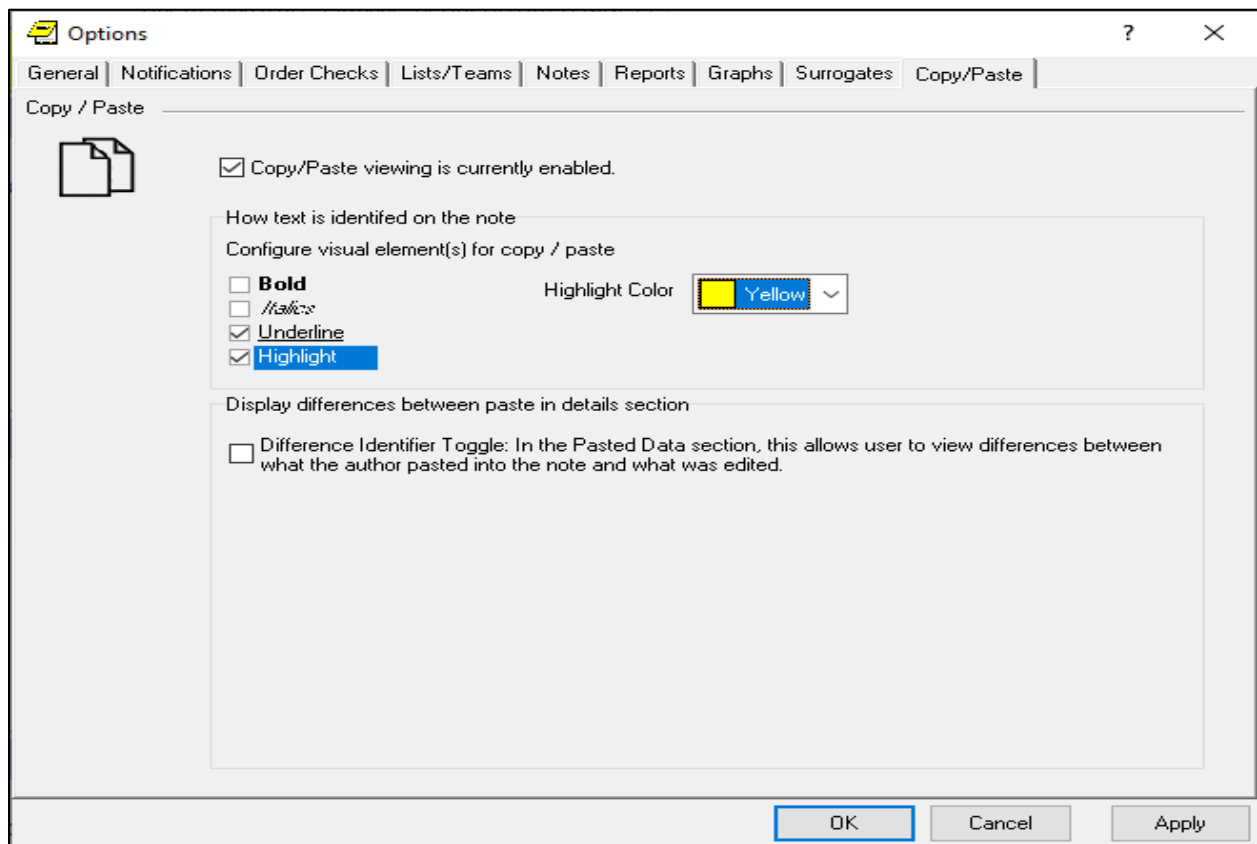 Options
?
General
Notifications
Order Checks
Lists/Teams
Notes
Reports
Graphs
Surrogates
Copy/Paste
Copy / Paste
Copy/Paste viewing is currently enabled.
How text is identifed on the note
Configure visual element(s) for copy / paste
Bold
Italics
Underline
Highlight
Highlight Color
Yellow
Display differences between paste in details section
Difference Identifier Toggle: In the Pasted Data section, this allows user to view differences between
what the author pasted into the note and what was edited.
OK
Cancel
Apply